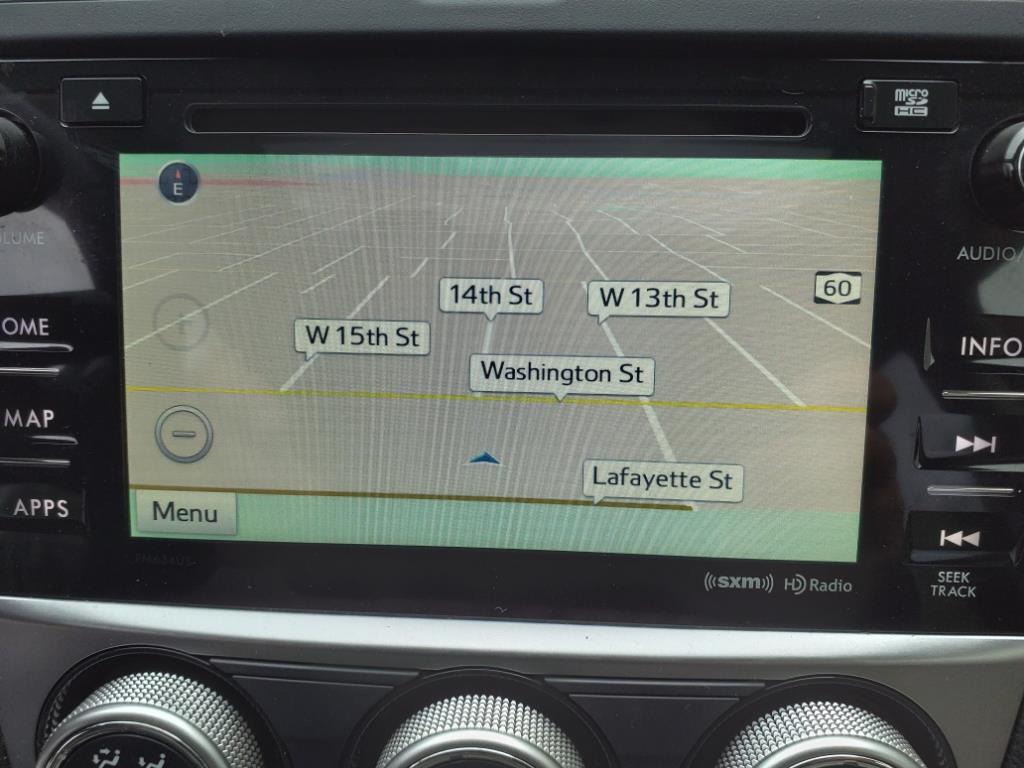 micro
SD
HC
E
LUME
AUDIO/
14th St
W 13th St
60
OME
W 15th St
INFO
Washington St
MAP
Lafayette St
APPS
Menu
((sxm))
HD Radio
SEEK
TRACK